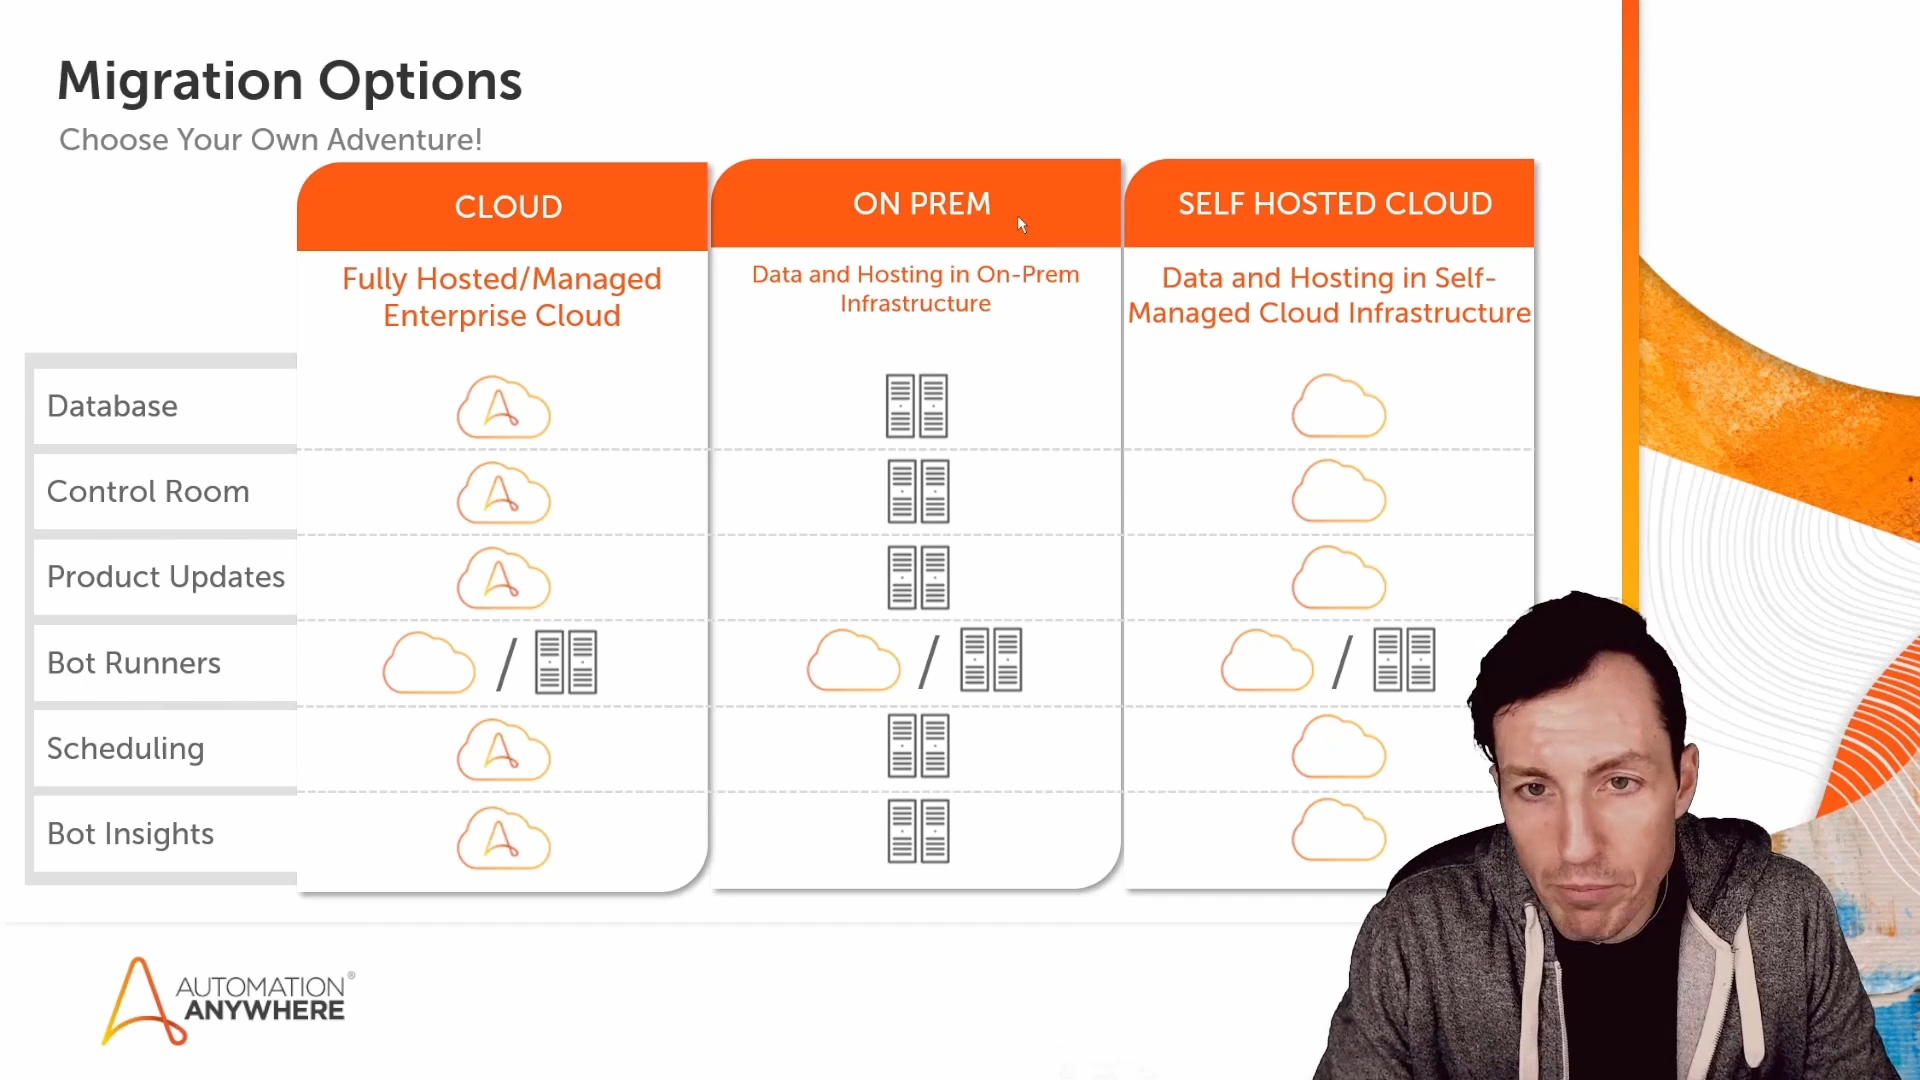 Migration Options
Choose Your Own Adventure!
CLOUD
ON PREM
SELF HOSTED CLOUD
Fully Hosted/Managed
Enterprise Cloud
Data and Hosting in On-Prem
Infrastructure
Data and Hosting in Self-
Managed Cloud Infrastructure
Database
Control Room
Product Updates
/
/
/
Bot Runners
Scheduling
Bot Insights
AUTOMATION®
ANYWHERE